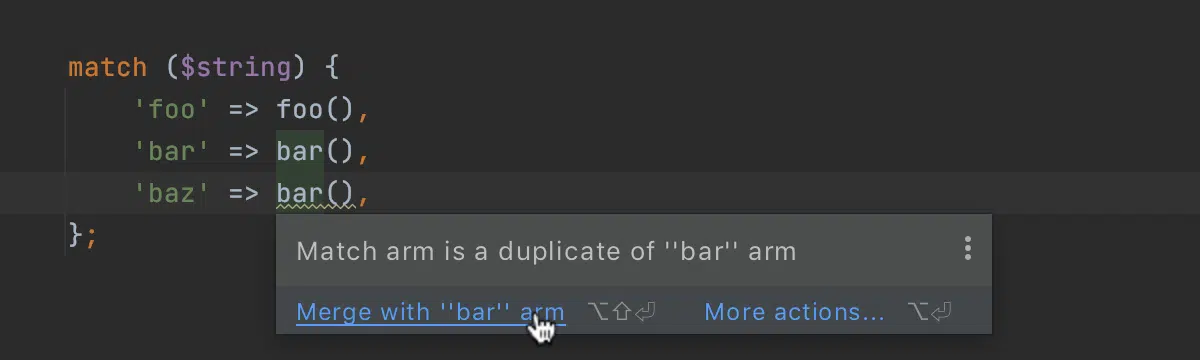 match ($string) {
    'foo' => foo(),
    'bar' => bar(),
    'baz' => bar(),
};
Match arm is a duplicate of ''bar'' arm
Merge with ''bar'' arm ⌥⇧⏎ More actions... ⌥⏎